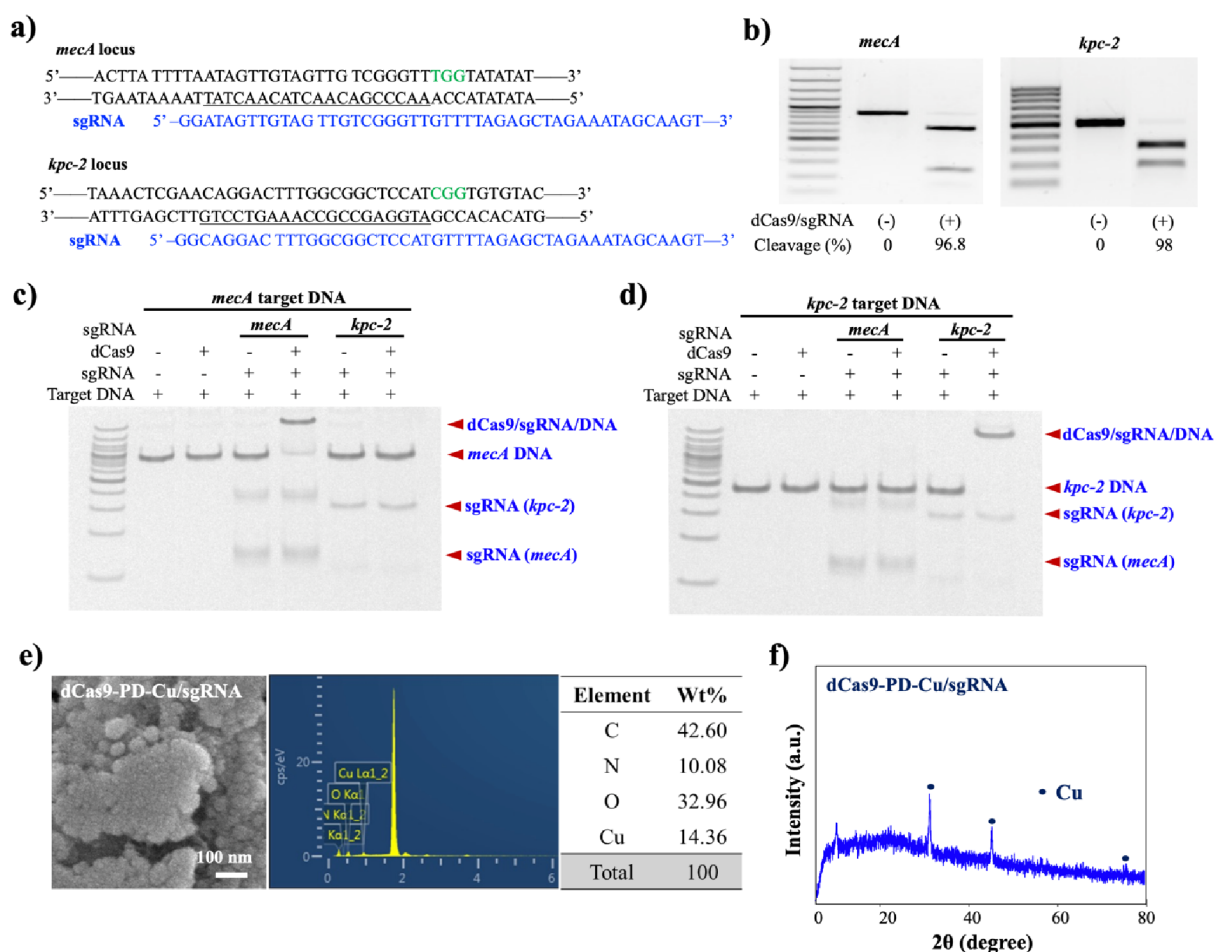 a)
mecA locus
5’——ACTTA TTTTAATAGTTGTAGTTG TCGGGTTTGGTATATAT——3’
3’——TGAATAAAATTATCAACATCAACAGCCCAAACCATATATA——5’
sgRNA 5’ –GGATAGTTGTAG TTGTCGGGTTGTTTTAGAGCTAGAAATAGCAAGT—3’
kpc-2 locus
5’——TAAACTCGAACAGGACTTTGGCGGCTCCATCGGTGTGTAC——3’
3’——ATTTGAGCTTGTCCTGAAACCGCCGAGGTAGCCACACATG——5’
sgRNA 5’–GGCAGGAC TTTGGCGGCTCCATGTTTTAGAGCTAGAAATAGCAAGT—3’
b)
mecA kpc-2
dCas9/sgRNA (-) (+) (-) (+)
Cleavage (%) 0 96.8 0 98
c)
mecA target DNA
sgRNA mecA kpc-2
dCas9 - + - + - +
sgRNA - - + + + +
Target DNA + + + + + +
dCas9/sgRNA/DNA
mecA DNA
sgRNA (kpc-2)
sgRNA (mecA)
d)
kpc-2 target DNA
sgRNA mecA kpc-2
dCas9 - + - + - +
sgRNA - - + + + +
Target DNA + + + + + +
dCas9/sgRNA/DNA
kpc-2 DNA
sgRNA (kpc-2)
sgRNA (mecA)
e)
dCas9-PD-Cu/sgRNA
100 nm
cps/eV
20
0
Cu Lα1_2
O Kα1
N Kα1_2
Kα1_2
0 2 4 6
Element Wt%
C 42.60
N 10.08
O 32.96
Cu 14.36
Total 100
f)
dCas9-PD-Cu/sgRNA
Cu
Intensity (a.u.)
0 20 40 60 80
2θ (degree)